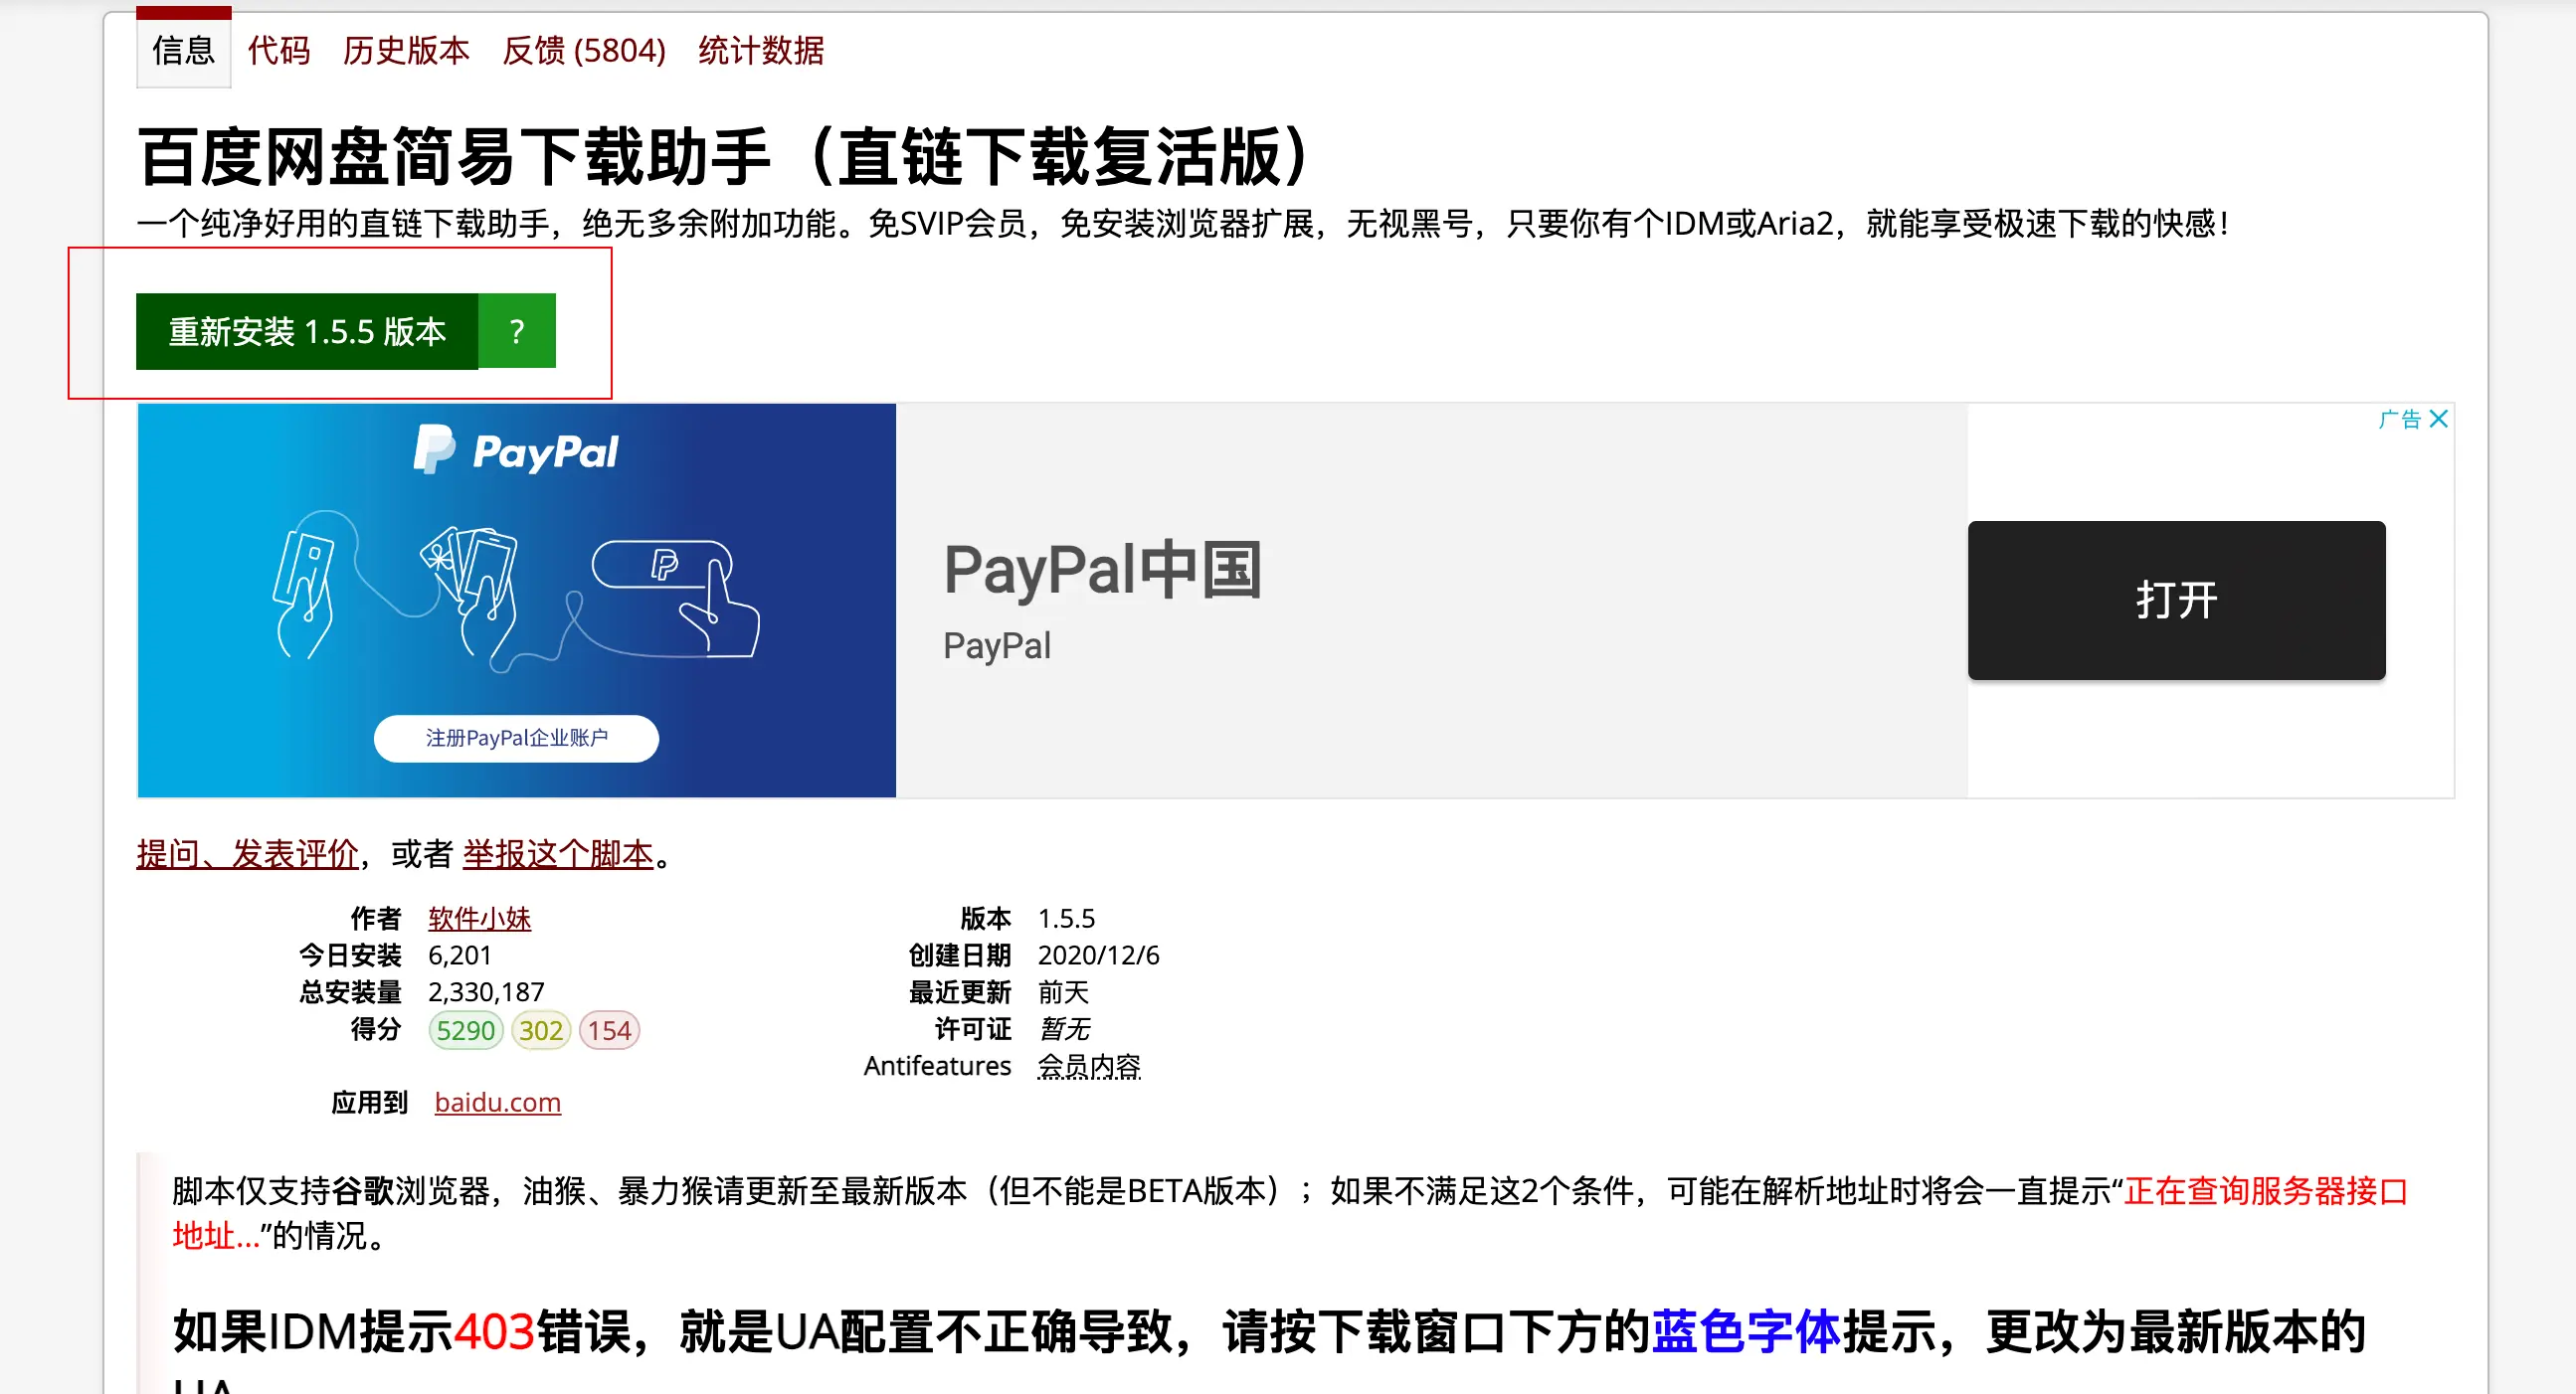 信息 代码 历史版本 反馈 (5804) 统计数据
百度网盘简易下载助手（直链下载复活版）
一个纯净好用的直链下载助手，绝无多余附加功能。免SVIP会员，免安装浏览器扩展，无视黑号，只要你有个IDM或Aria2，就能享受极速下载的快感！
重新安装 1.5.5 版本 ?
广告
PayPal
PayPal中国
PayPal
打开
注册PayPal企业账户
提问、发表评价，或者 举报这个脚本。
作者 软件小妹
今日安装 6,201
总安装量 2,330,187
得分 5290 302 154
版本 1.5.5
创建日期 2020/12/6
最近更新 前天
许可证 暂无
Antifeatures 会员内容
应用到 baidu.com
脚本仅支持谷歌浏览器，油猴、暴力猴请更新至最新版本（但不能是BETA版本）；如果不满足这2个条件，可能在解析地址时将会一直提示“正在查询服务器接口
地址...”的情况。
如果IDM提示403错误，就是UA配置不正确导致，请按下载窗口下方的蓝色字体提示，更改为最新版本的
UA